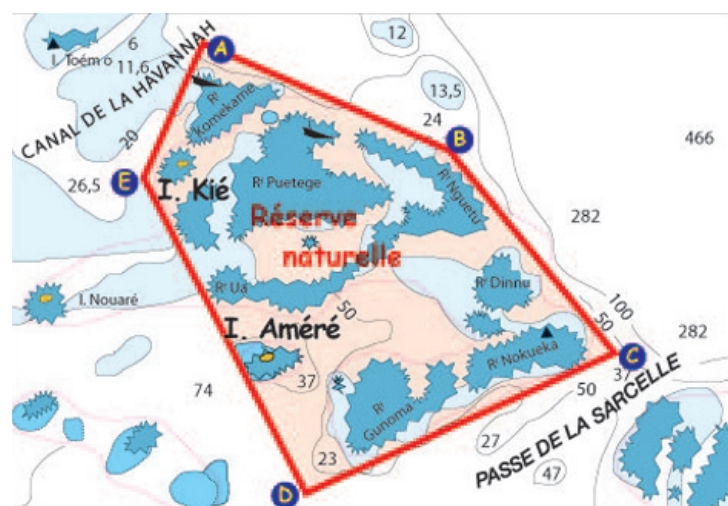 12
6
I. Toémo
11,6
A
CANAL DE LA HAVANNAH
13,5
Rf Komekame
24
B
466
20
E
26,5
I. Kié
Rf Puetege
Rf Nguetu
Réserve
naturelle
282
Rf Ua
Rf Dinnu
I. Nouaré
50
100
50
I. Améré
282
Rf Nokueka
C
37
74
37
50
Rf Gunoma
PASSE DE LA SARCELLE
27
23
47
D